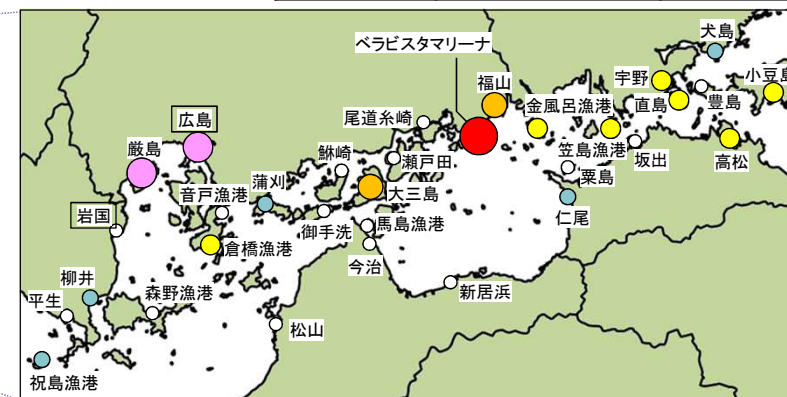 犬島
ベラビスタマリーナ
福山
宇野
小豆島
尾道糸崎
金風呂漁港
直島
豊島
広島
厳島
鮴崎
瀬戸田
笠島漁港
坂出
高松
粟島
音戸漁港
蒲刈
大三島
仁尾
岩国
御手洗
馬島漁港
倉橋漁港
今治
柳井
森野漁港
新居浜
平生
松山
祝島漁港